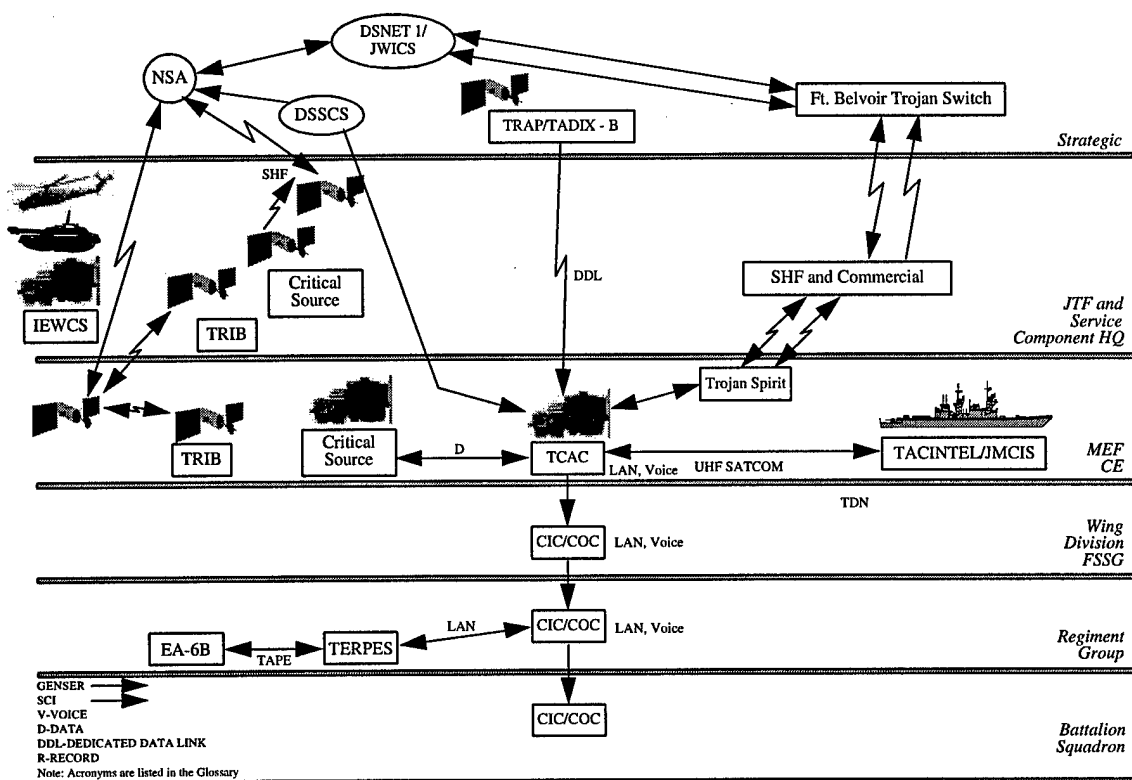 DSNET 1/
JWICS
NSA
DSSCS
TRAP/TADIX - B
Ft. Belvoir Trojan Switch
Strategic
SHF
Critical
Source
IEWCS
TRIB
DDL
SHF and Commercial
JTF and
Service
Component HQ
Trojan Spirit
TRIB
Critical
Source
D
TCAC
LAN, Voice
UHF SATCOM
TACINTEL/JMCIS
MEF
CE
TDN
CIC/COC
LAN, Voice
Wing
Division
FSSG
EA-6B
TAPE
TERPES
LAN
CIC/COC
LAN, Voice
Regiment
Group
GENSER
SCI
V-VOICE
D-DATA
DDL-DEDICATED DATA LINK
R-RECORD
Note: Acronyms are listed in the Glossary
CIC/COC
Battalion
Squadron